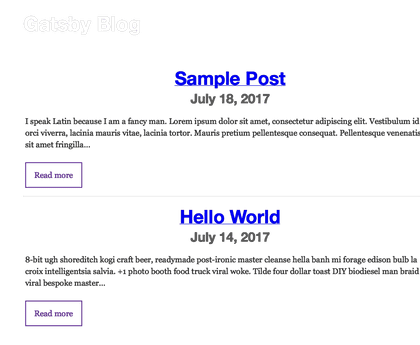 Gatsby Blog
Sample Post
July 18, 2017
I speak Latin because I am a fancy man. Lorem ipsum dolor sit amet, consectetur adipiscing elit. Vestibulum id
orci viverra, lacinia mauris vitae, lacinia tortor. Mauris pretium pellentesque consequat. Pellentesque venenatis
sit amet fringilla...
Read more
Hello World
July 14, 2017
8-bit ugh shoreditch kogi craft beer, readymade post-ironic master cleanse hella banh mi forage edison bulb la
croix intelligentsia salvia. +1 photo booth food truck viral woke. Tilde four dollar toast DIY biodiesel man braid
viral bespoke master...
Read more